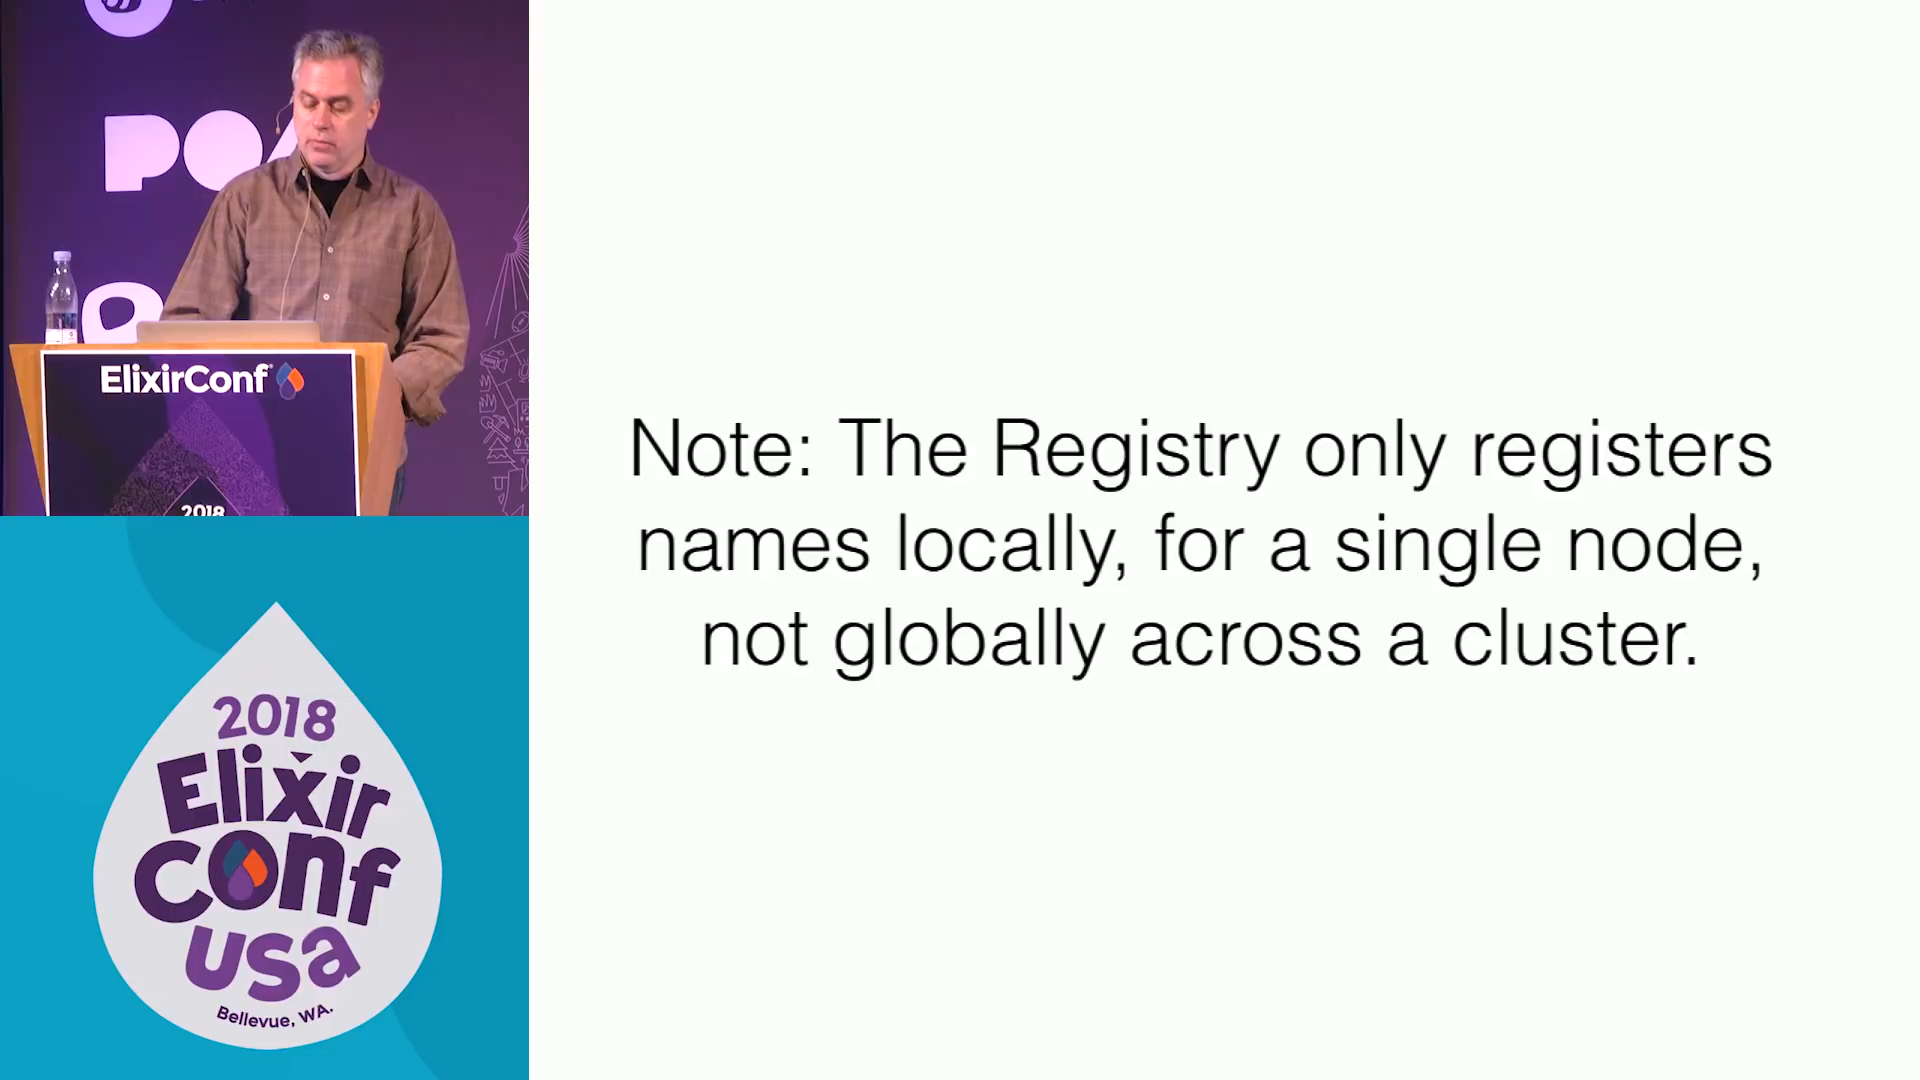 ElixirConf
2018
2018
Elixir
Conf
USA
Bellevue, WA.
Note: The Registry only registers
names locally, for a single node,
not globally across a cluster.